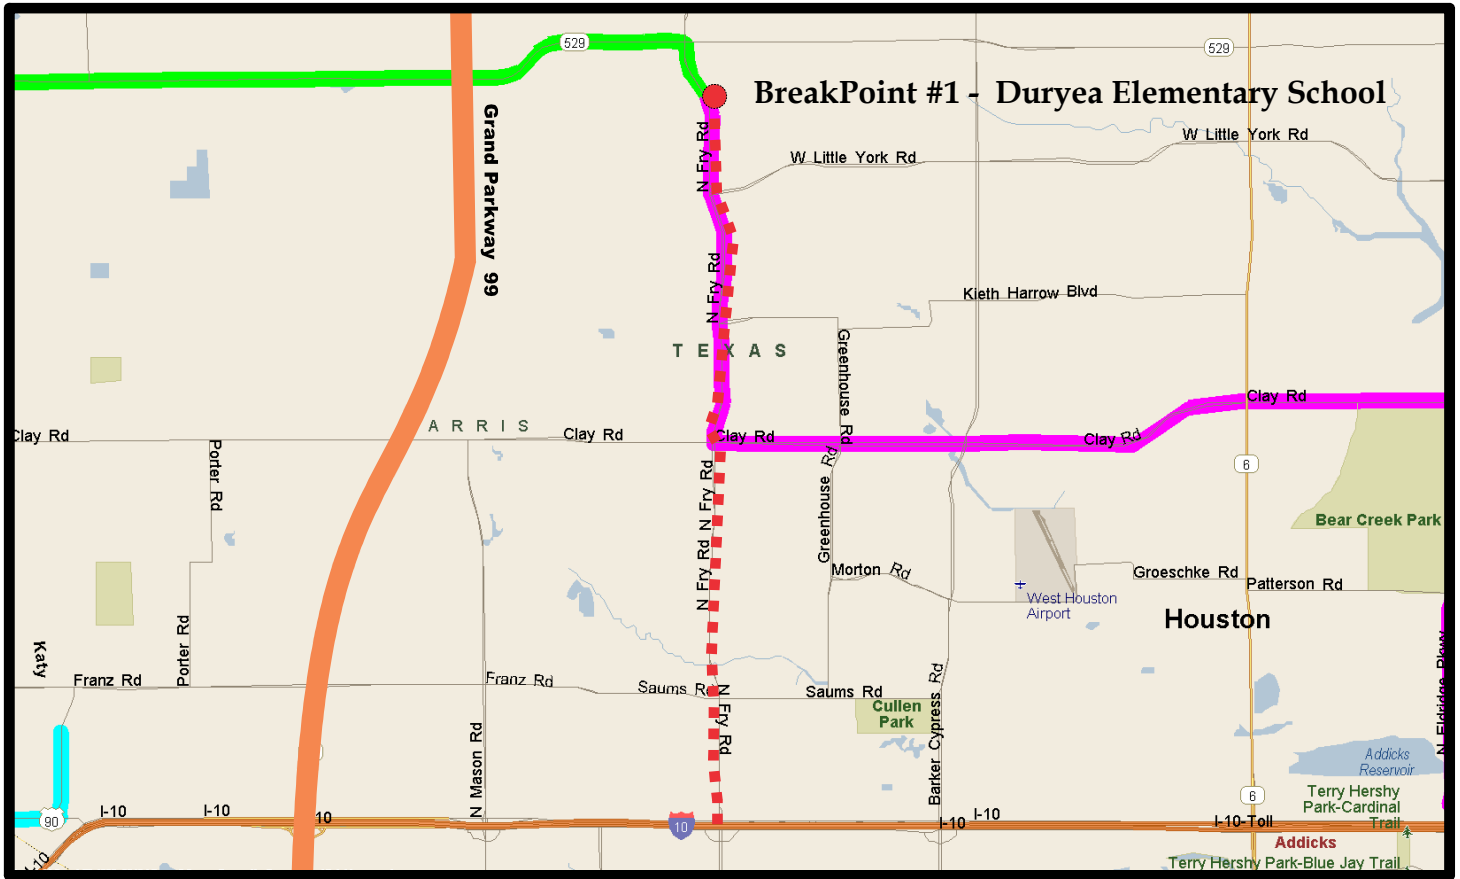 529
529
BreakPoint #1 - Duryea Elementary School
Grand Parkway 99
N Fry Rd
W Little York Rd
W Little York Rd
N Fry Rd
Kieth Harrow Blvd
TEXAS
Greenhouse Rd
Clay Rd
ARRIS
Clay Rd
Clay Rd
Clay Rd
Clay Rd
Porter Rd
N Fry Rd
Greenhouse Rd
6
Bear Creek Park
N Fry Rd
Morton Rd
Groeschke Rd
Patterson Rd
West Houston
Airport
Houston
Katy
Porter Rd
Franz Rd
Franz Rd
Saums Rd
Saums Rd
N Fry Rd
Cullen
Park
Barker Cypress Rd
N Eldridge Pkwy
N Mason Rd
Addicks
Reservoir
90
I-10
I-10
10
10
I-10
I-10
6
I-10-Toll
Terry Hershy
Park-Cardinal
Trail
Addicks
I-10
Terry Hershy Park-Blue Jay Trail